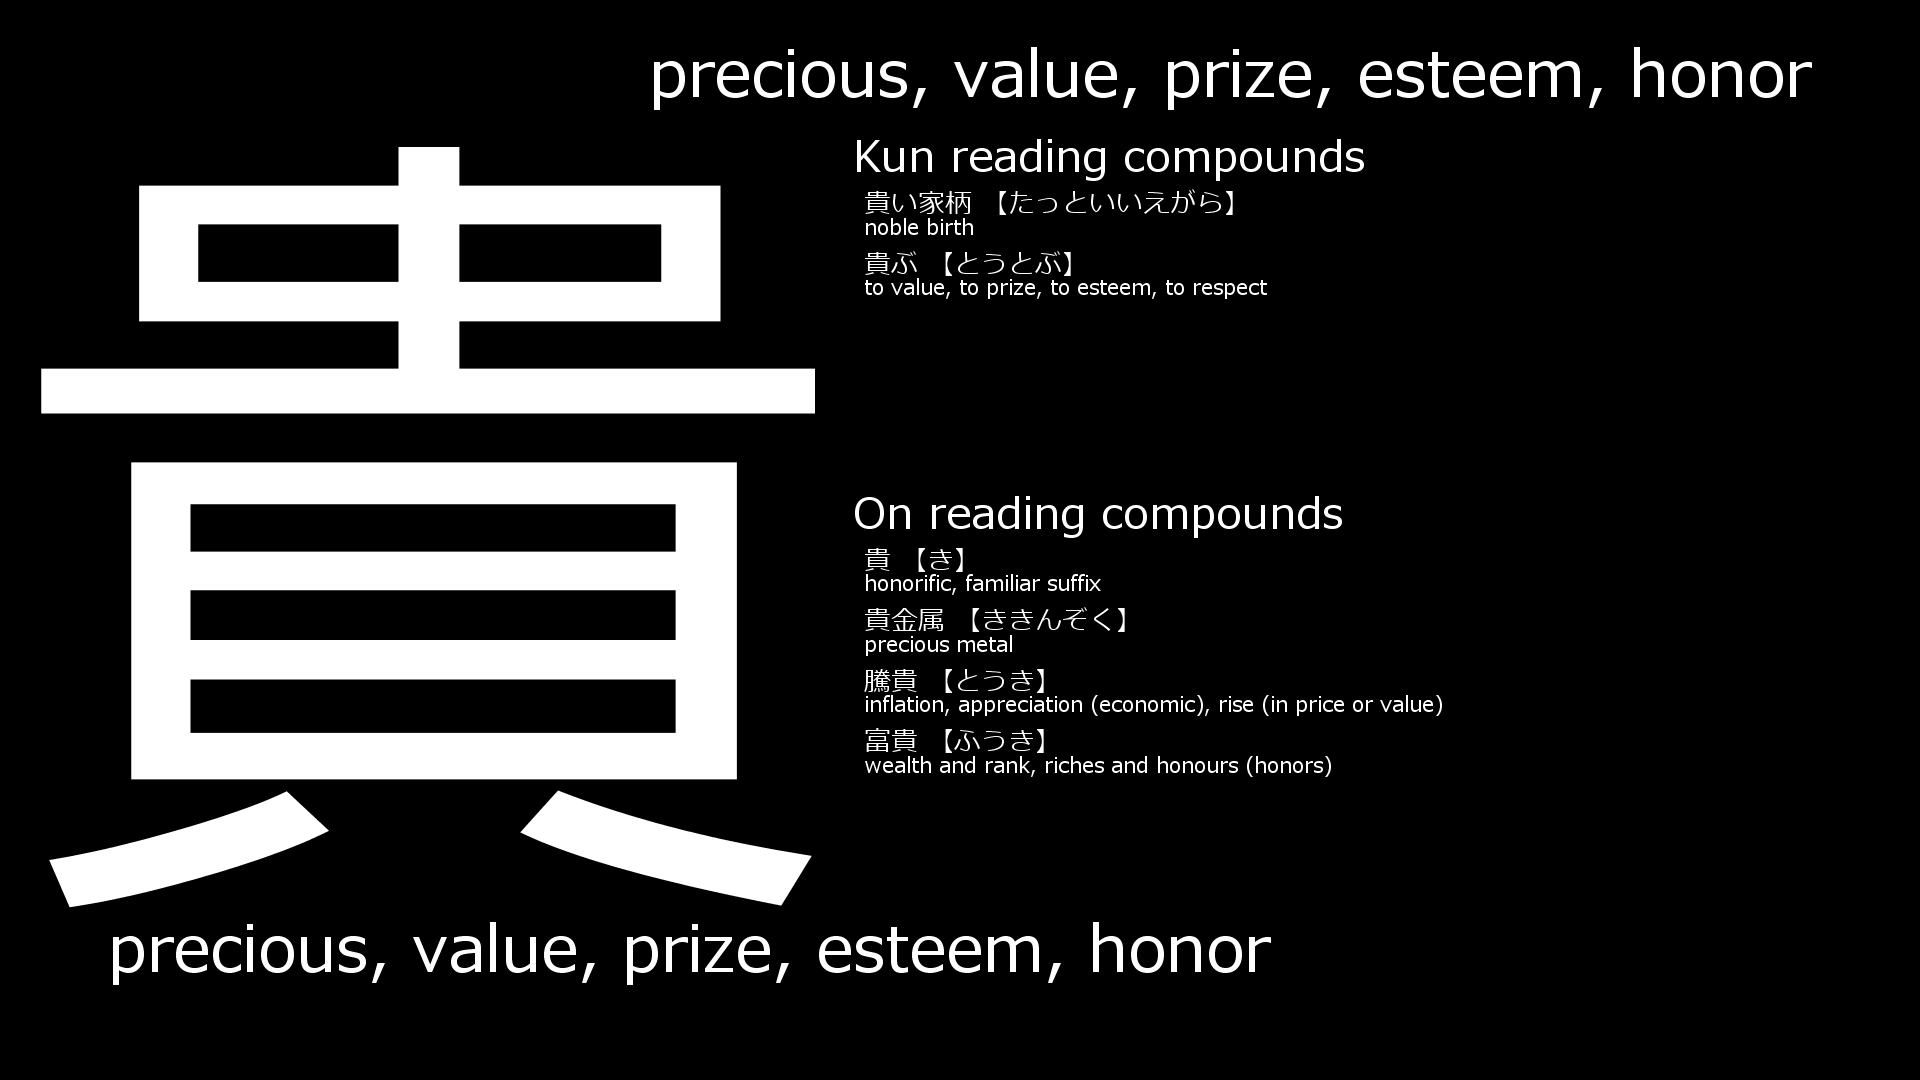 precious, value, prize, esteem, honor
貴
Kun reading compounds
貴い家柄 【たっといいえがら】
noble birth
貴ぶ 【とうとぶ】
to value, to prize, to esteem, to respect
On reading compounds
貴 【き】
honorific, familiar suffix
貴金属 【ききんぞく】
precious metal
騰貴 【とうき】
inflation, appreciation (economic), rise (in price or value)
富貴 【ふうき】
wealth and rank, riches and honours (honors)
precious, value, prize, esteem, honor